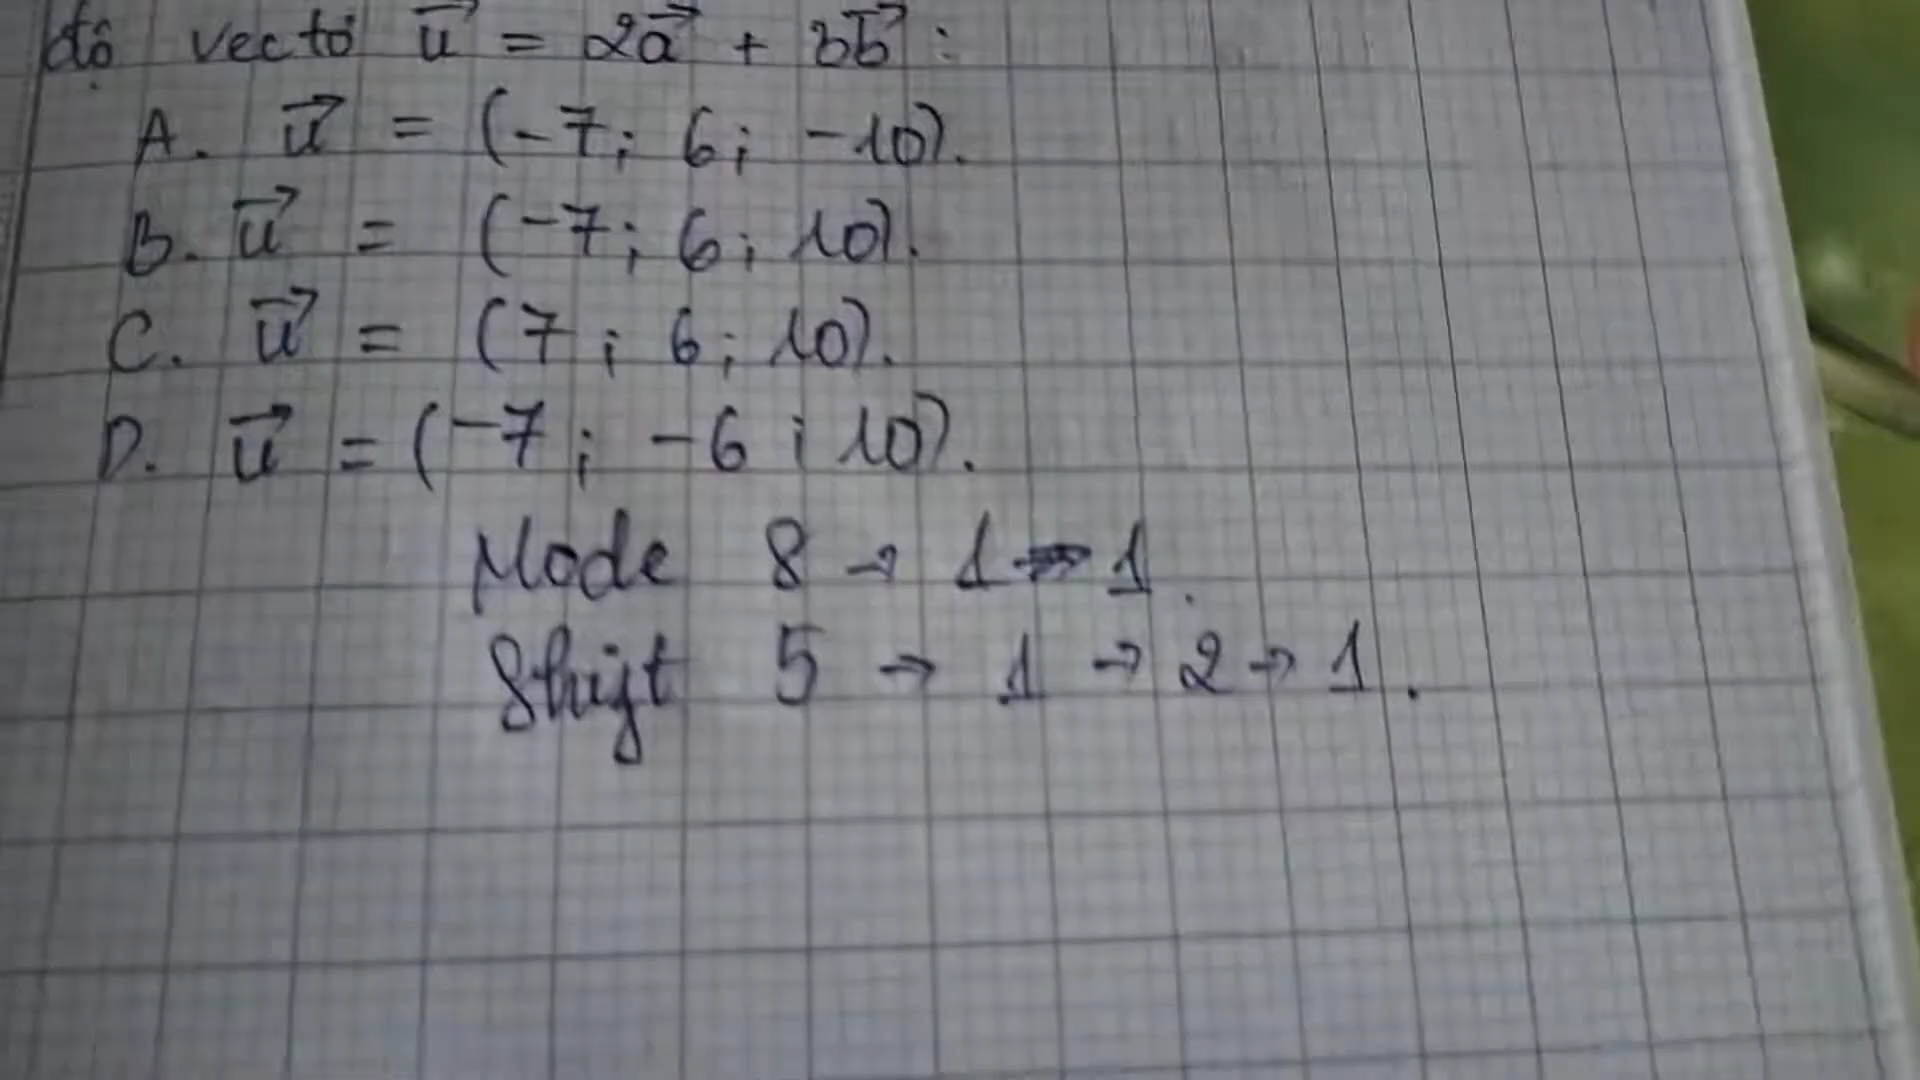 độ vectơ u⃗ = 2a⃗ + 3b⃗ :
A. u⃗ = (-7; 6; -10).
B. u⃗ = (-7; 6; 10).
C. u⃗ = (7; 6; 10).
D. u⃗ = (-7; -6; 10).
Mode 8 → 1 → 1.
Shift 5 → 1 → 2 → 1.